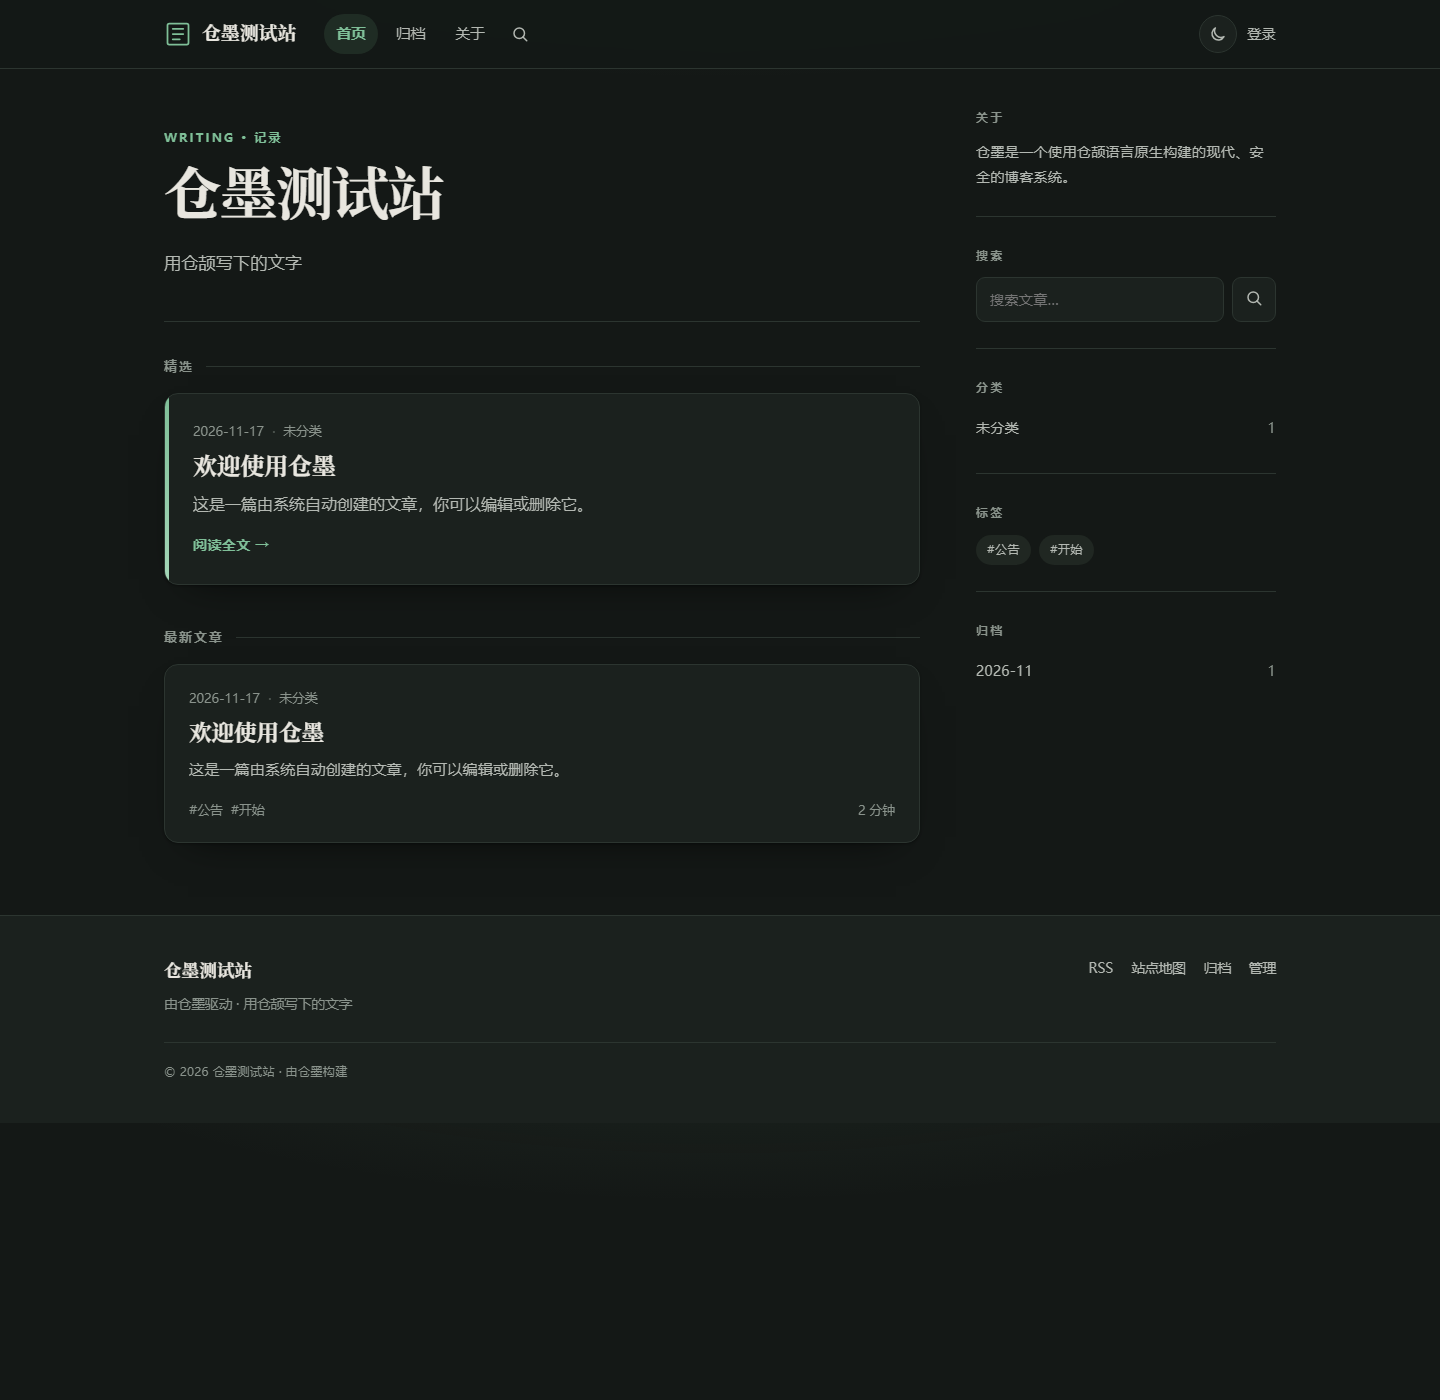 仓墨测试站
首页 归档 关于
登录
WRITING • 记录
仓墨测试站
用仓颉写下的文字
精选
2026-11-17 · 未分类
欢迎使用仓墨
这是一篇由系统自动创建的文章，你可以编辑或删除它。
阅读全文 →
最新文章
2026-11-17 · 未分类
欢迎使用仓墨
这是一篇由系统自动创建的文章，你可以编辑或删除它。
#公告 #开始
2 分钟
关于
仓墨是一个使用仓颉语言原生构建的现代、安
全的博客系统。
搜索
搜索文章...
分类
未分类 1
标签
#公告 #开始
归档
2026-11 1
仓墨测试站
由仓墨驱动 · 用仓颉写下的文字
RSS 站点地图 归档 管理
© 2026 仓墨测试站 · 由仓墨构建